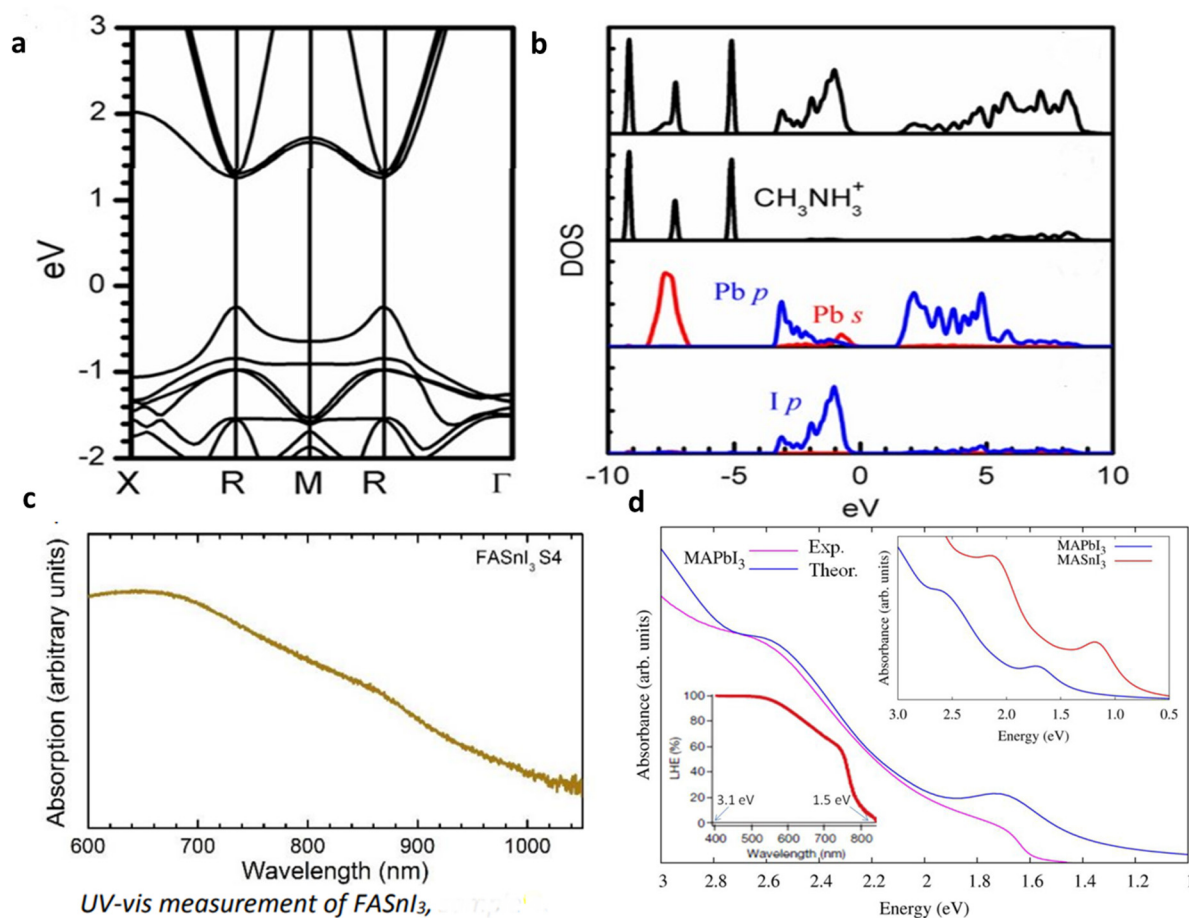 a
3
2
1
0
-1
-2
eV
X R M R Γ
b
DOS
CH3NH3+
Pb p
Pb s
I p
-10 -5 0 5 10
eV
c
FASnI3 S4
Absorption (arbitrary units)
600 700 800 900 1000
Wavelength (nm)
UV-vis measurement of FASnI3,
d
MAPbI3
Exp.
Theor.
Absorbance (arb. units)
3 2.8 2.6 2.4 2.2 2 1.8 1.6 1.4 1.2 1
Energy (eV)
MAPbI3
MASnI3
Absorbance (arb. units)
3.0 2.5 2.0 1.5 1.0 0.5
Energy (eV)
100
80
60
40
20
0
LHE (%)
3.1 eV
1.5 eV
400 500 600 700 800
Wavelength (nm)